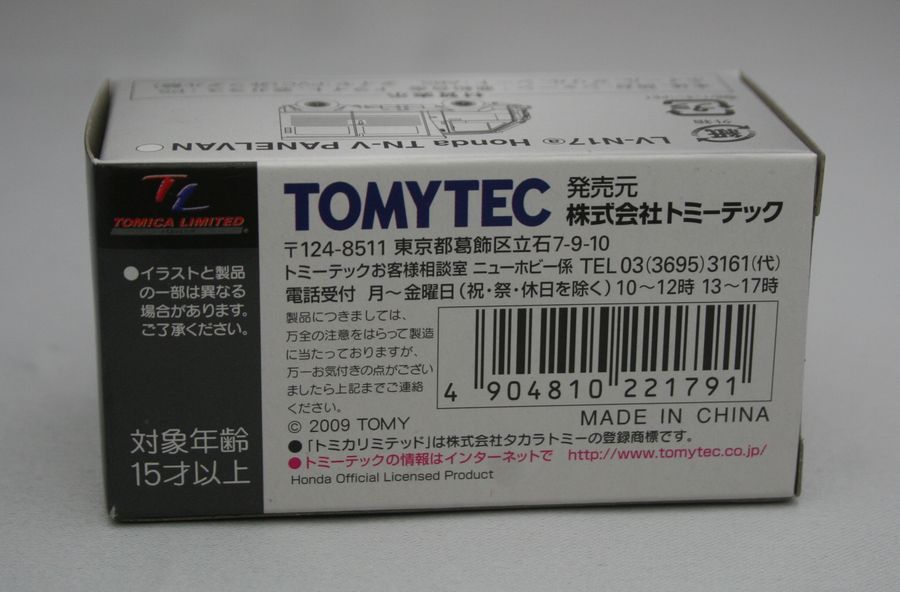 LV-N17ⓐ Honda TN-V PANELVAN
紙
外箱
TL
TOMICA LIMITED
●イラストと製品
の一部は異なる
場合があります。
ご了承ください。
対象年齢
15才以上
TOMYTEC
発売元
株式会社トミーテック
〒124-8511 東京都葛飾区立石7-9-10
トミーテックお客様相談室 ニューホビー係 TEL 03(3695)3161(代)
電話受付 月〜金曜日(祝・祭・休日を除く)10〜12時 13〜17時
製品につきましては、
万全の注意をはらって製造
に当たっておりますが、
万一お気付きの点がござい
ましたら上記までご連絡
ください。
© 2009 TOMY
4 904810 221791
MADE IN CHINA
●「トミカリミテッド」は株式会社タカラトミーの登録商標です。
●トミーテックの情報はインターネットで http://www.tomytec.co.jp/
Honda Official Licensed Product